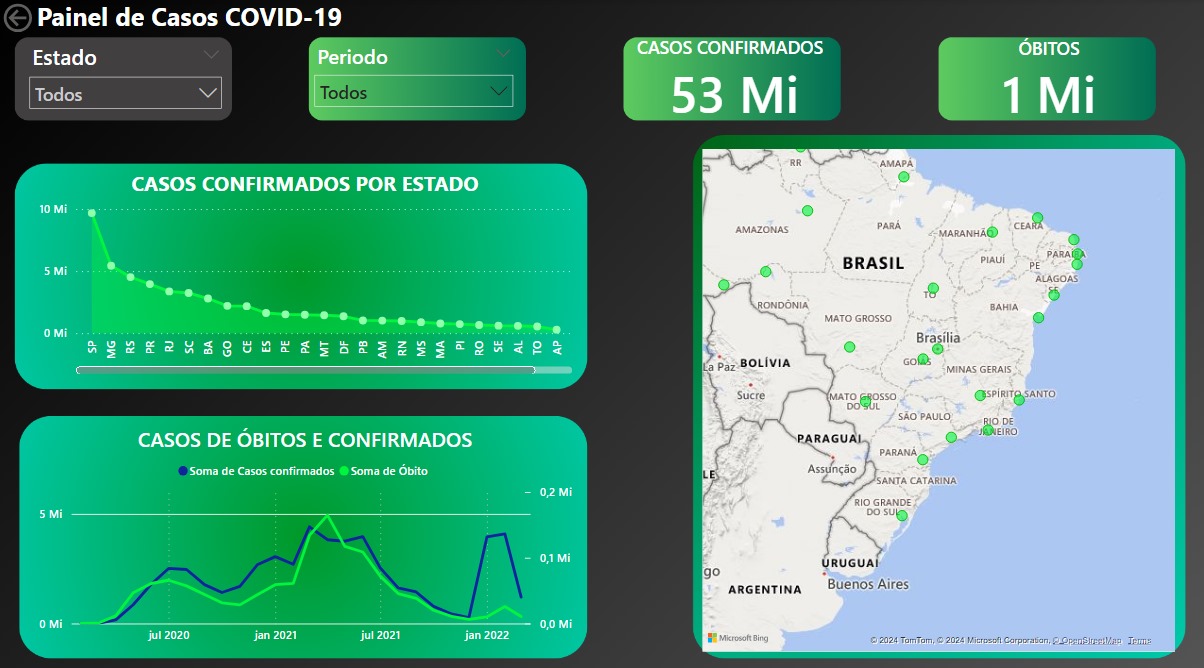 Painel de Casos COVID-19
Estado
Todos
Periodo
Todos
CASOS CONFIRMADOS
53 Mi
ÓBITOS
1 Mi
CASOS CONFIRMADOS POR ESTADO
10 Mi
5 Mi
0 Mi
SP MG RS PR RJ SC BA GO CE ES PE PA MT DF PB AM RN MS MA PI RO SE AL TO AP
CASOS DE ÓBITOS E CONFIRMADOS
Soma de Casos confirmados Soma de Óbito
0,2 Mi
5 Mi
0,1 Mi
0 Mi
0,0 Mi
jul 2020 jan 2021 jul 2021 jan 2022
RR
AMAPÁ
AMAZONAS
PARÁ
MARANHÃO
CEARÁ
PARAÍBA
PIAUÍ
PE
BRASIL
ALAGOAS
SE
TO
RONDÔNIA
BAHIA
MATO GROSSO
Brasília
La Paz
BOLÍVIA
GOIÁS
MINAS GERAIS
Sucre
MATO GROSSO
DO SUL
ESPÍRITO SANTO
SÃO PAULO
RIO DE
JANEIRO
PARAGUAI
PARANÁ
Assunção
LE
SANTA CATARINA
RIO GRANDE
DO SUL
URUGUAI
go
ARGENTINA
Buenos Aires
Microsoft Bing
© 2024 TomTom, © 2024 Microsoft Corporation, © OpenStreetMap Terms